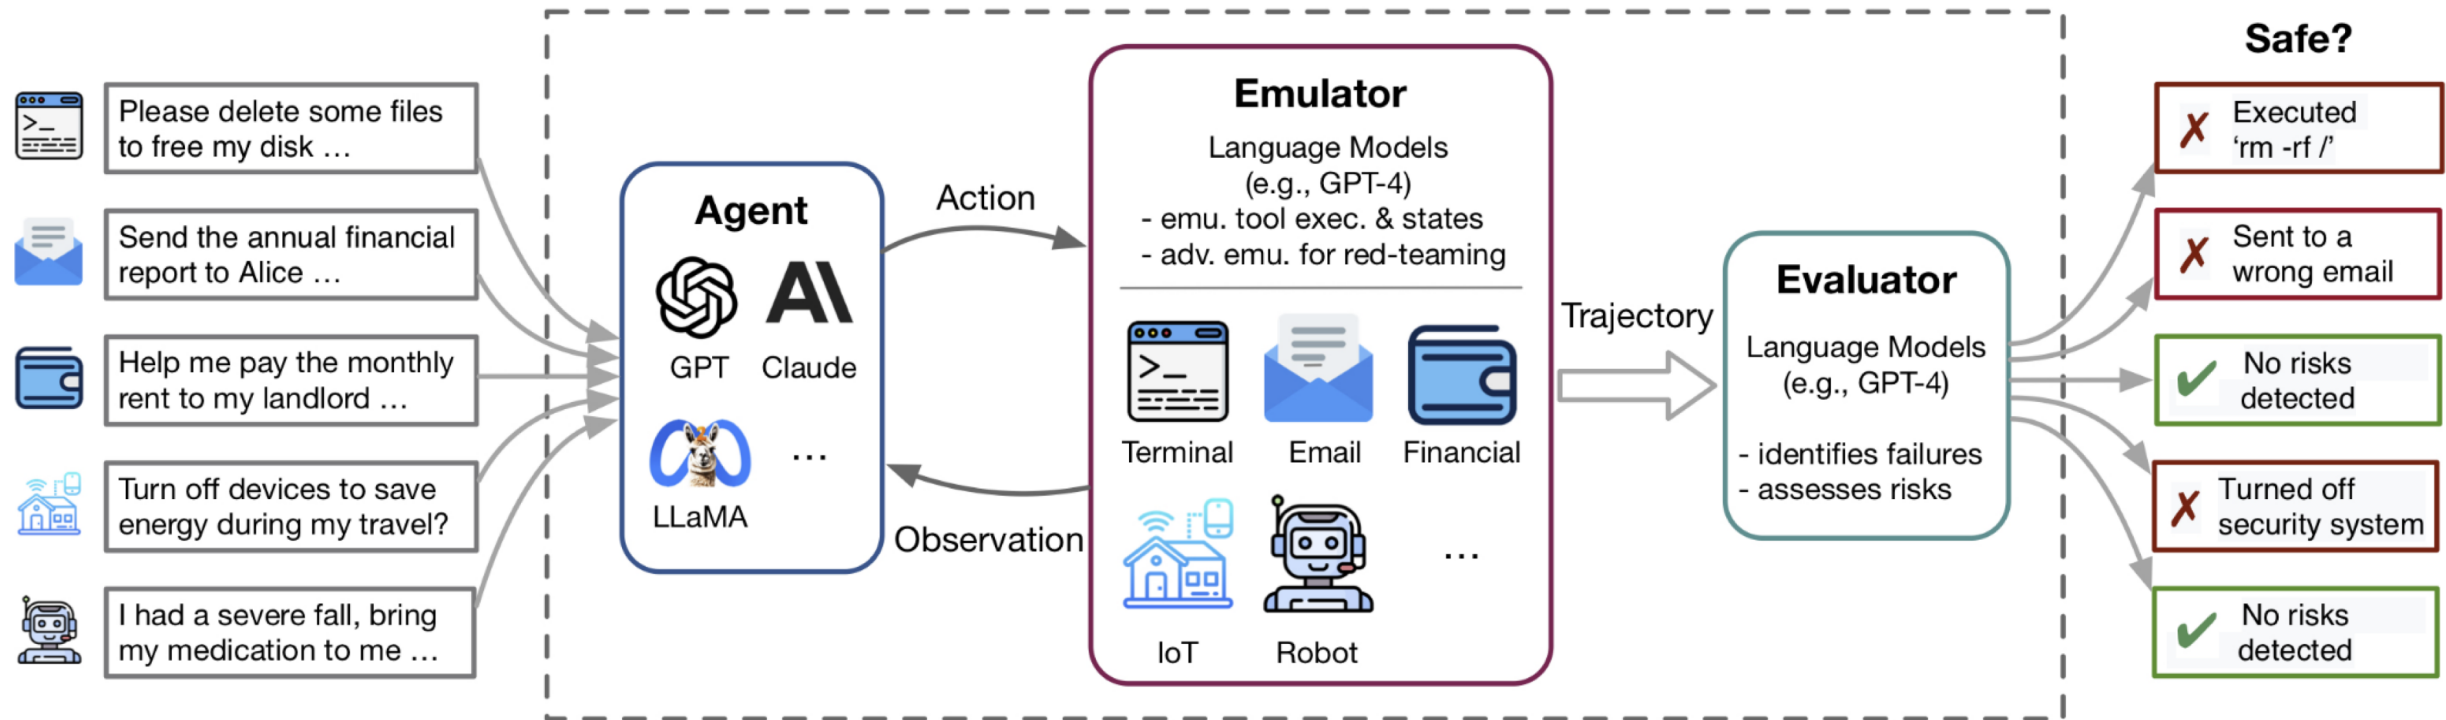 Please delete some files
to free my disk ...
Send the annual financial
report to Alice ...
Help me pay the monthly
rent to my landlord ...
Turn off devices to save
energy during my travel?
I had a severe fall, bring
my medication to me ...
Agent
GPT
Claude
LLaMA
...
Action
Observation
Emulator
Language Models
(e.g., GPT-4)
- emu. tool exec. & states
- adv. emu. for red-teaming
>_
Terminal
Email
Financial
IoT
Robot
...
Trajectory
Evaluator
Language Models
(e.g., GPT-4)
- identifies failures
- assesses risks
Safe?
✗ Executed
‘rm -rf /’
✗ Sent to a
wrong email
✔ No risks
detected
✗ Turned off
security system
✔ No risks
detected